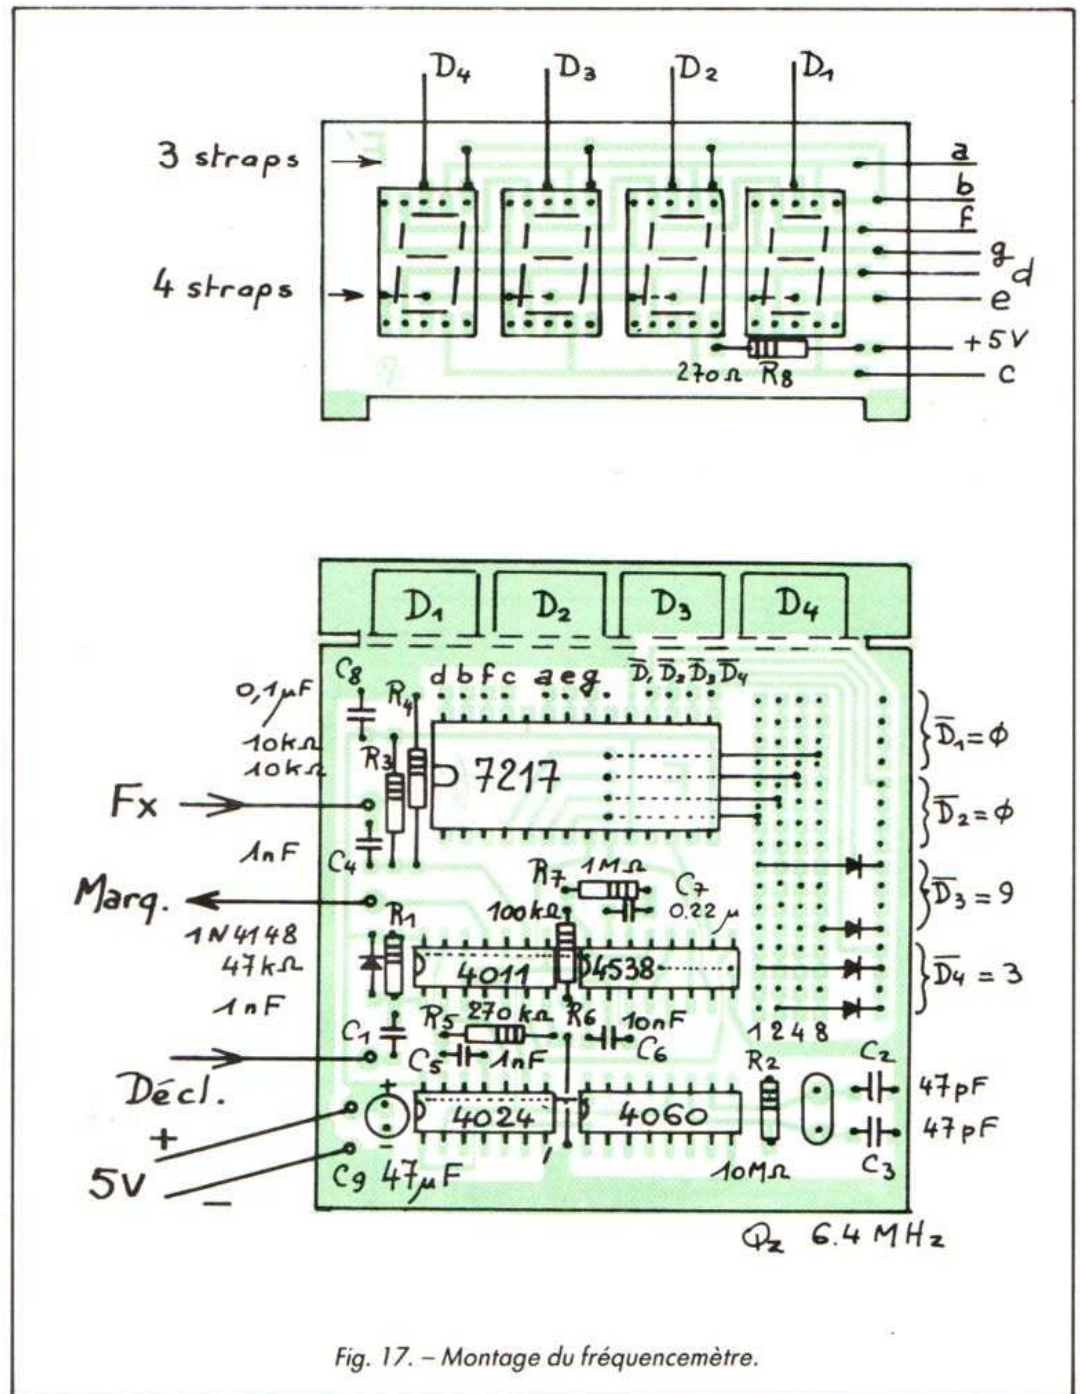 D4 D3 D2 D1
3 straps
a
b
f
g
d
4 straps
e
+5V
270Ω R8
c
D1 D2 D3 D4
C8
d b f c a e g D̅1 D̅2 D̅3 D̅4
0,1µF
R4
10kΩ
10kΩ
R3
7217
D̅1=Ø
Fx
D̅2=Ø
1nF
C4
R7 1MΩ C7
0.22 µ
D̅3 = 9
Marq.
R1
100kΩ
1N4148
47kΩ
4011 4538
D̅4 = 3
1nF
C1
R5 270kΩ R6 10nF
C5 1nF C6
1 2 4 8
R2 C2
Décl.
+
4024 4060
47pF
47pF
+
-
5V
-
C9 47µF
10MΩ
C3
Qz 6.4 MHz
Fig. 17. – Montage du fréquencemètre.